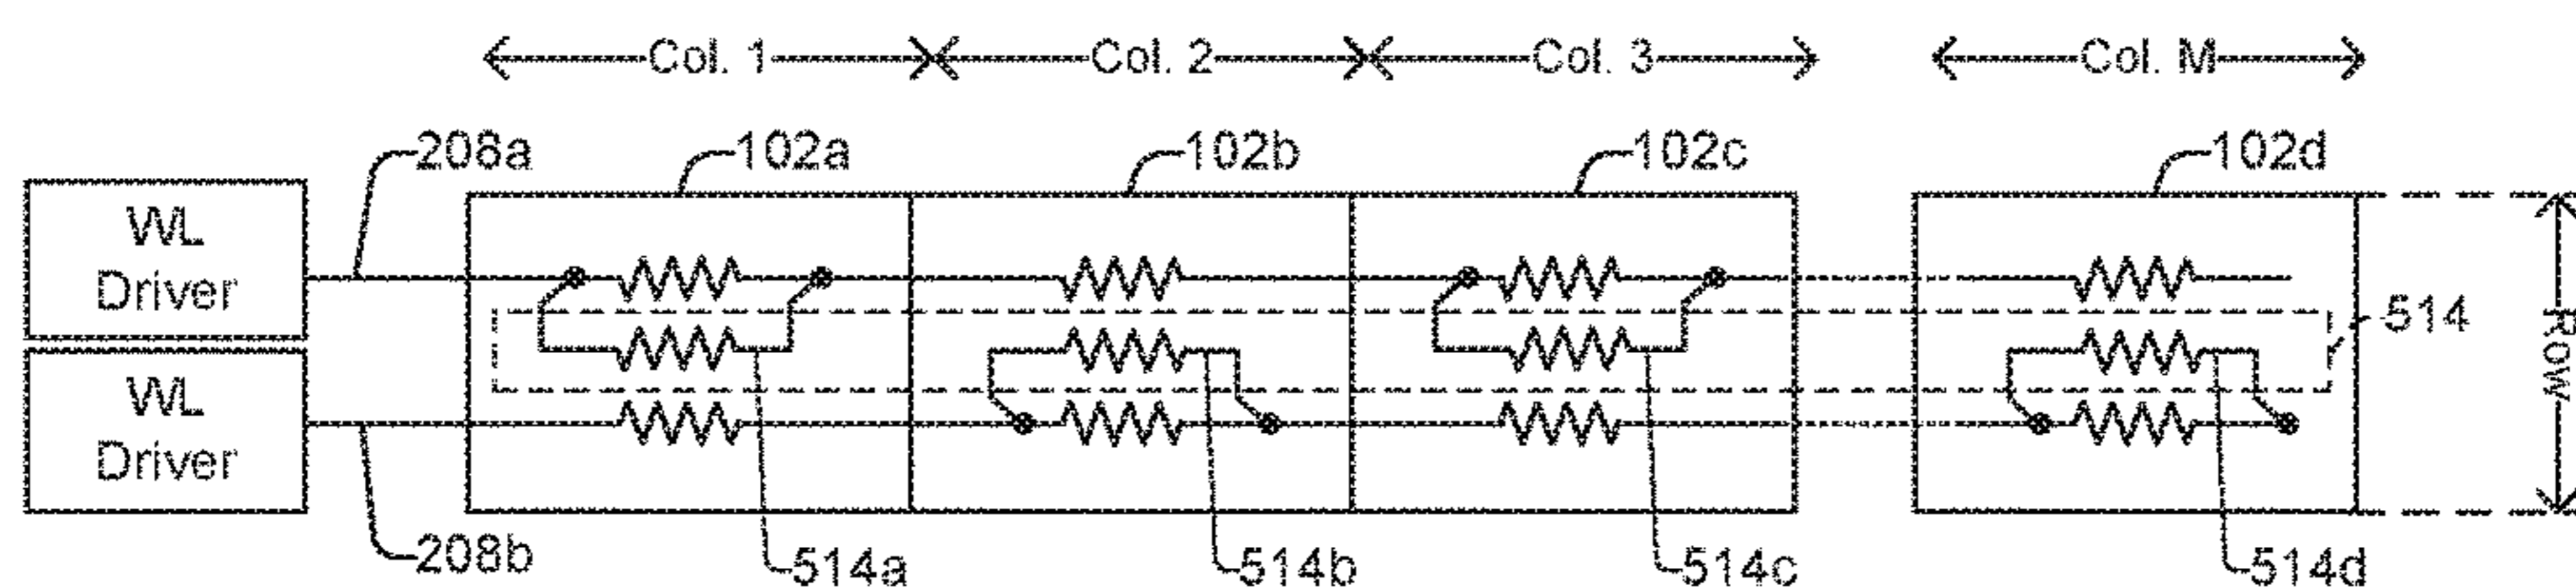 Col. 1 Col. 2 Col. 3 Col. M
208a 102a 102b 102c 102d
WL
Driver
514
Row
WL
Driver
208b 514a 514b 514c 514d